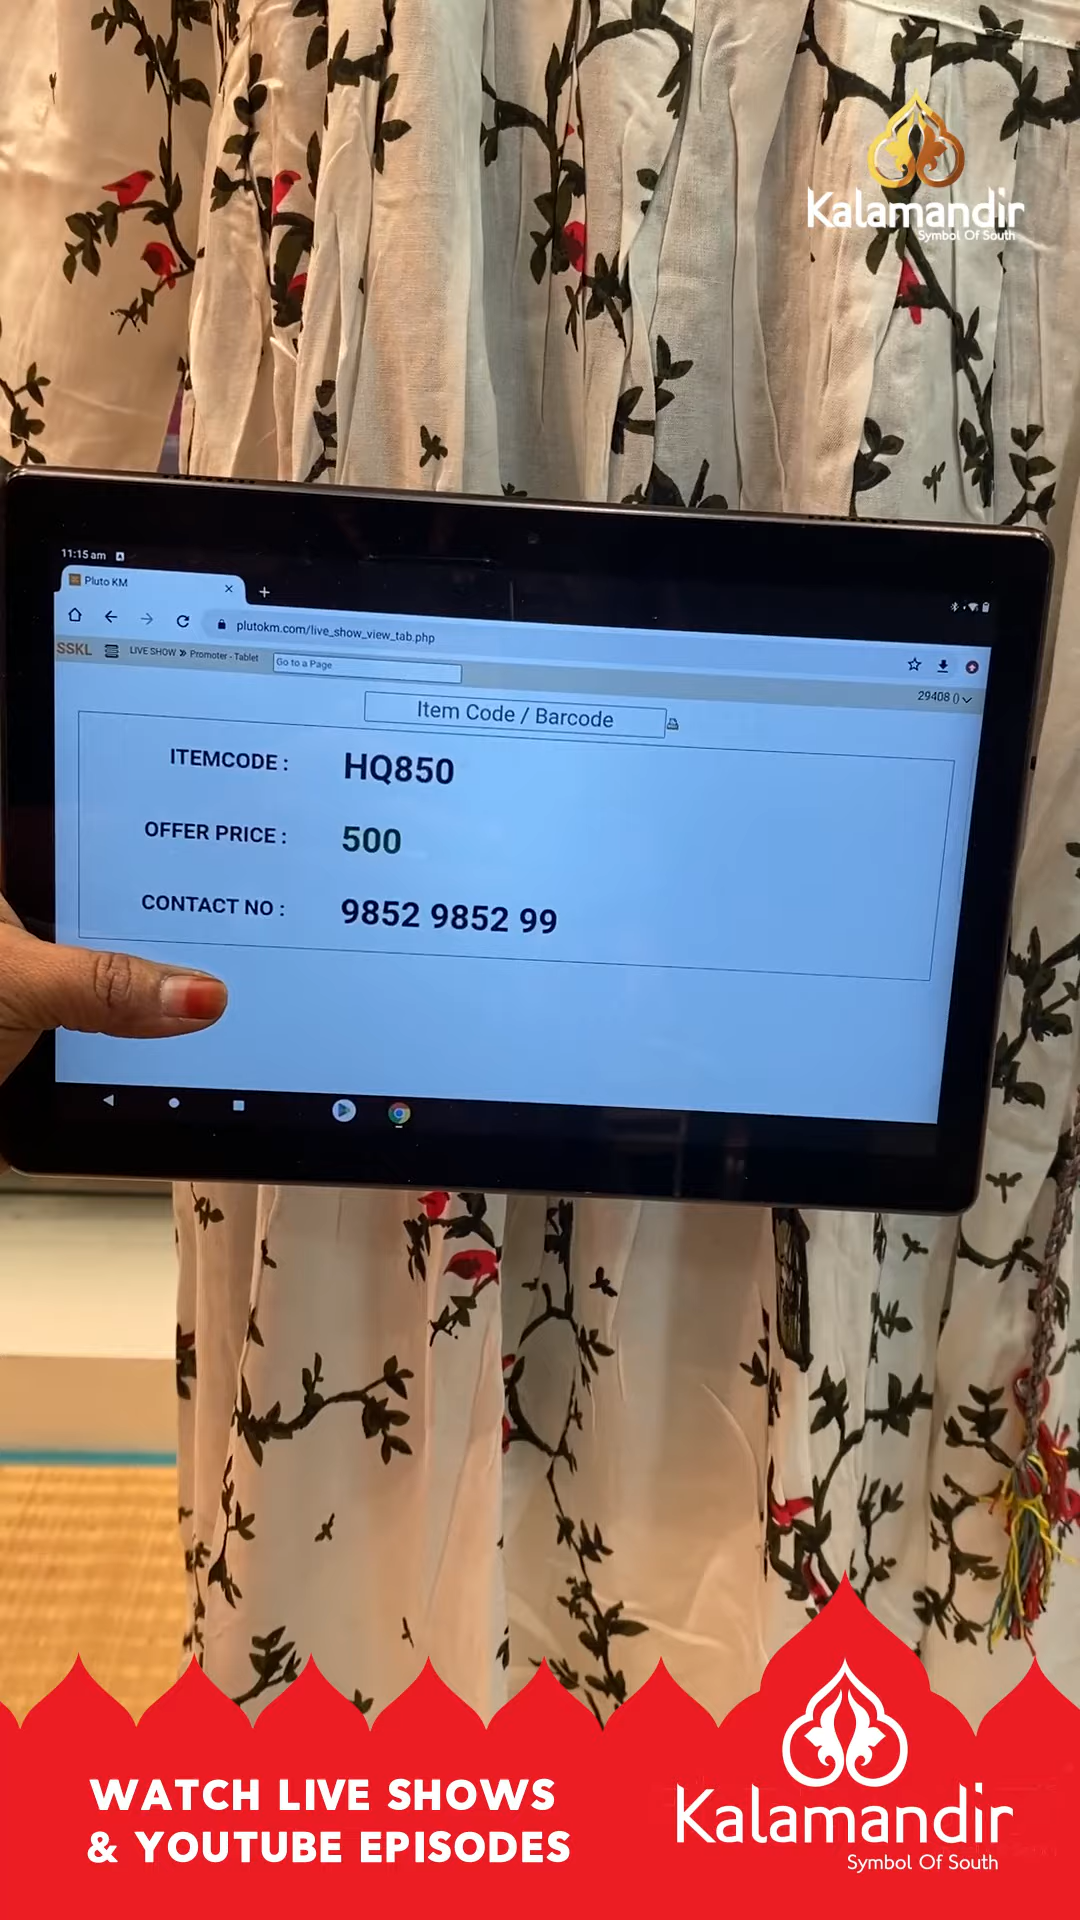 Kalamandir
Symbol Of South
11:15 am
Pluto KM
plutokm.com/live_show_view_tab.php
SSKL
LIVE SHOW » Promoter - Tablet
Go to a Page
29408 ()
Item Code / Barcode
ITEMCODE : HQ850
OFFER PRICE : 500
CONTACT NO : 9852 9852 99
WATCH LIVE SHOWS
& YOUTUBE EPISODES
Kalamandir
Symbol Of South